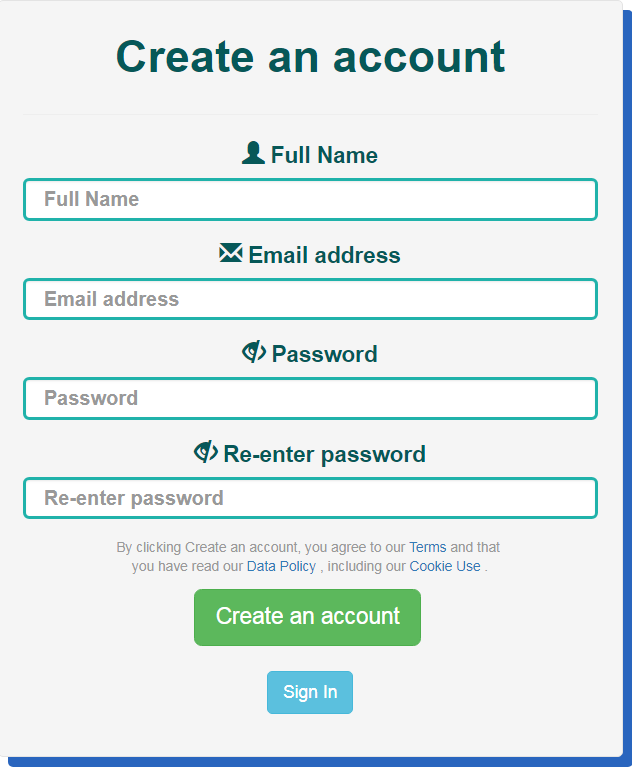 Create an account
Full Name
Full Name
Email address
Email address
Password
Password
Re-enter password
Re-enter password
By clicking Create an account, you agree to our Terms and that
you have read our Data Policy , including our Cookie Use .
Create an account
Sign In